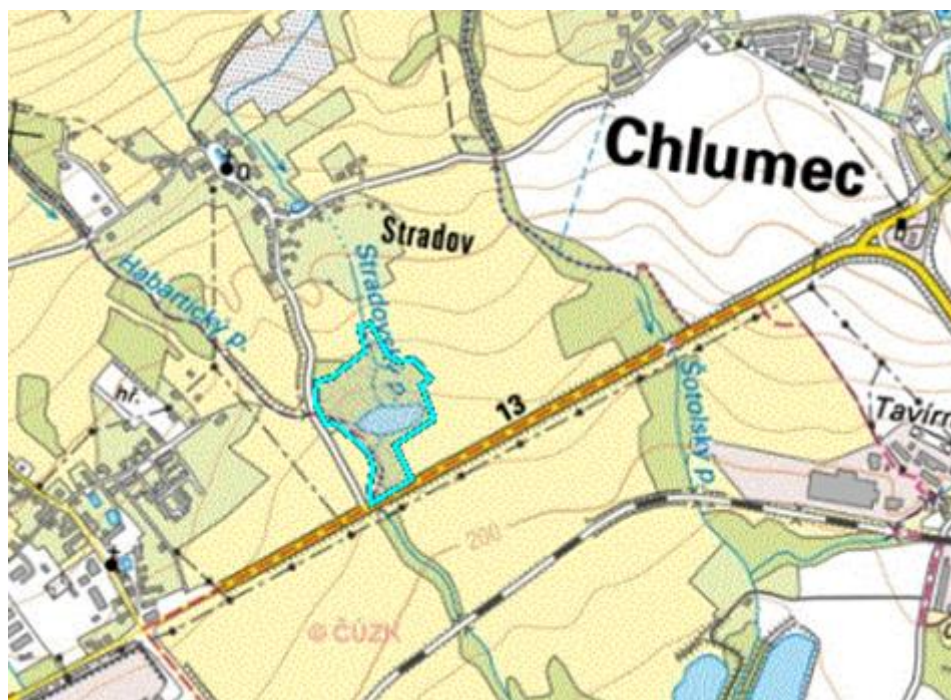 Chlumec
Stradov
Stradovský p.
Habartický p.
hř.
13
Šotolský p.
Tavírn
200
© ČÚZK